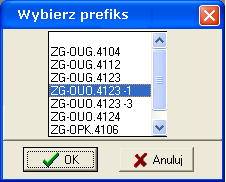 Wybierz prefiks
ZG-OUG.4104
ZG-OUG.4112
ZG-OUG.4123
ZG-OUO.4123 -1
ZG-OUO.4123 -3
ZG-OUO.4124
ZG-OPK.4106
OK
Anuluj